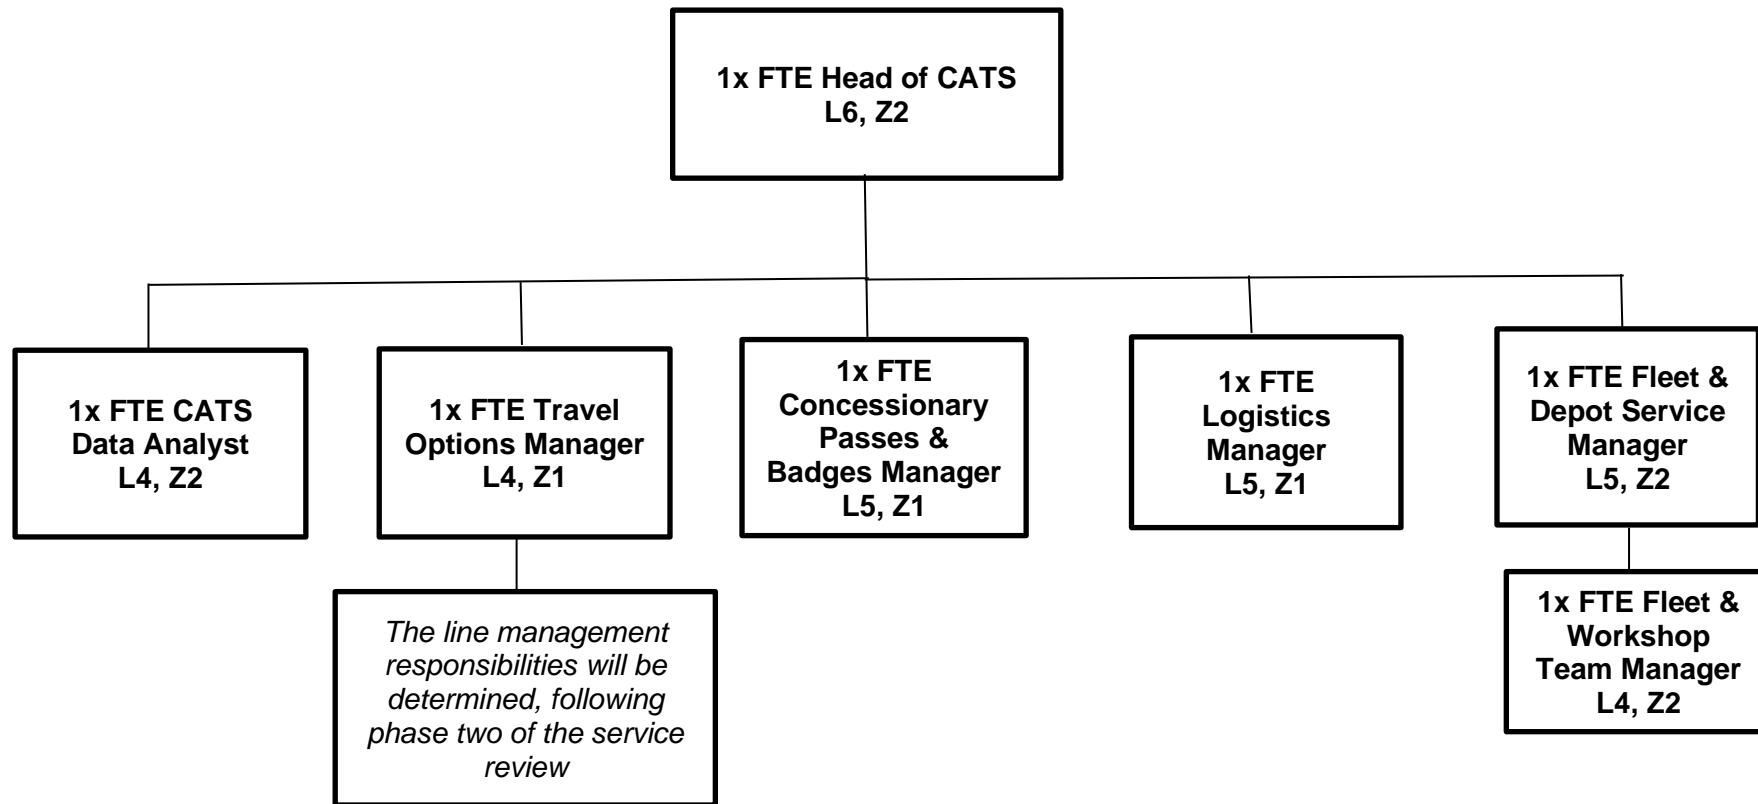 1x FTE Head of CATS
L6, Z2
1x FTE CATS
Data Analyst
L4, Z2
1x FTE Travel
Options Manager
L4, Z1
1x FTE
Concessionary
Passes &
Badges Manager
L5, Z1
1x FTE
Logistics
Manager
L5, Z1
1x FTE Fleet &
Depot Service
Manager
L5, Z2
The line management
responsibilities will be
determined, following
phase two of the service
review
1x FTE Fleet &
Workshop
Team Manager
L4, Z2